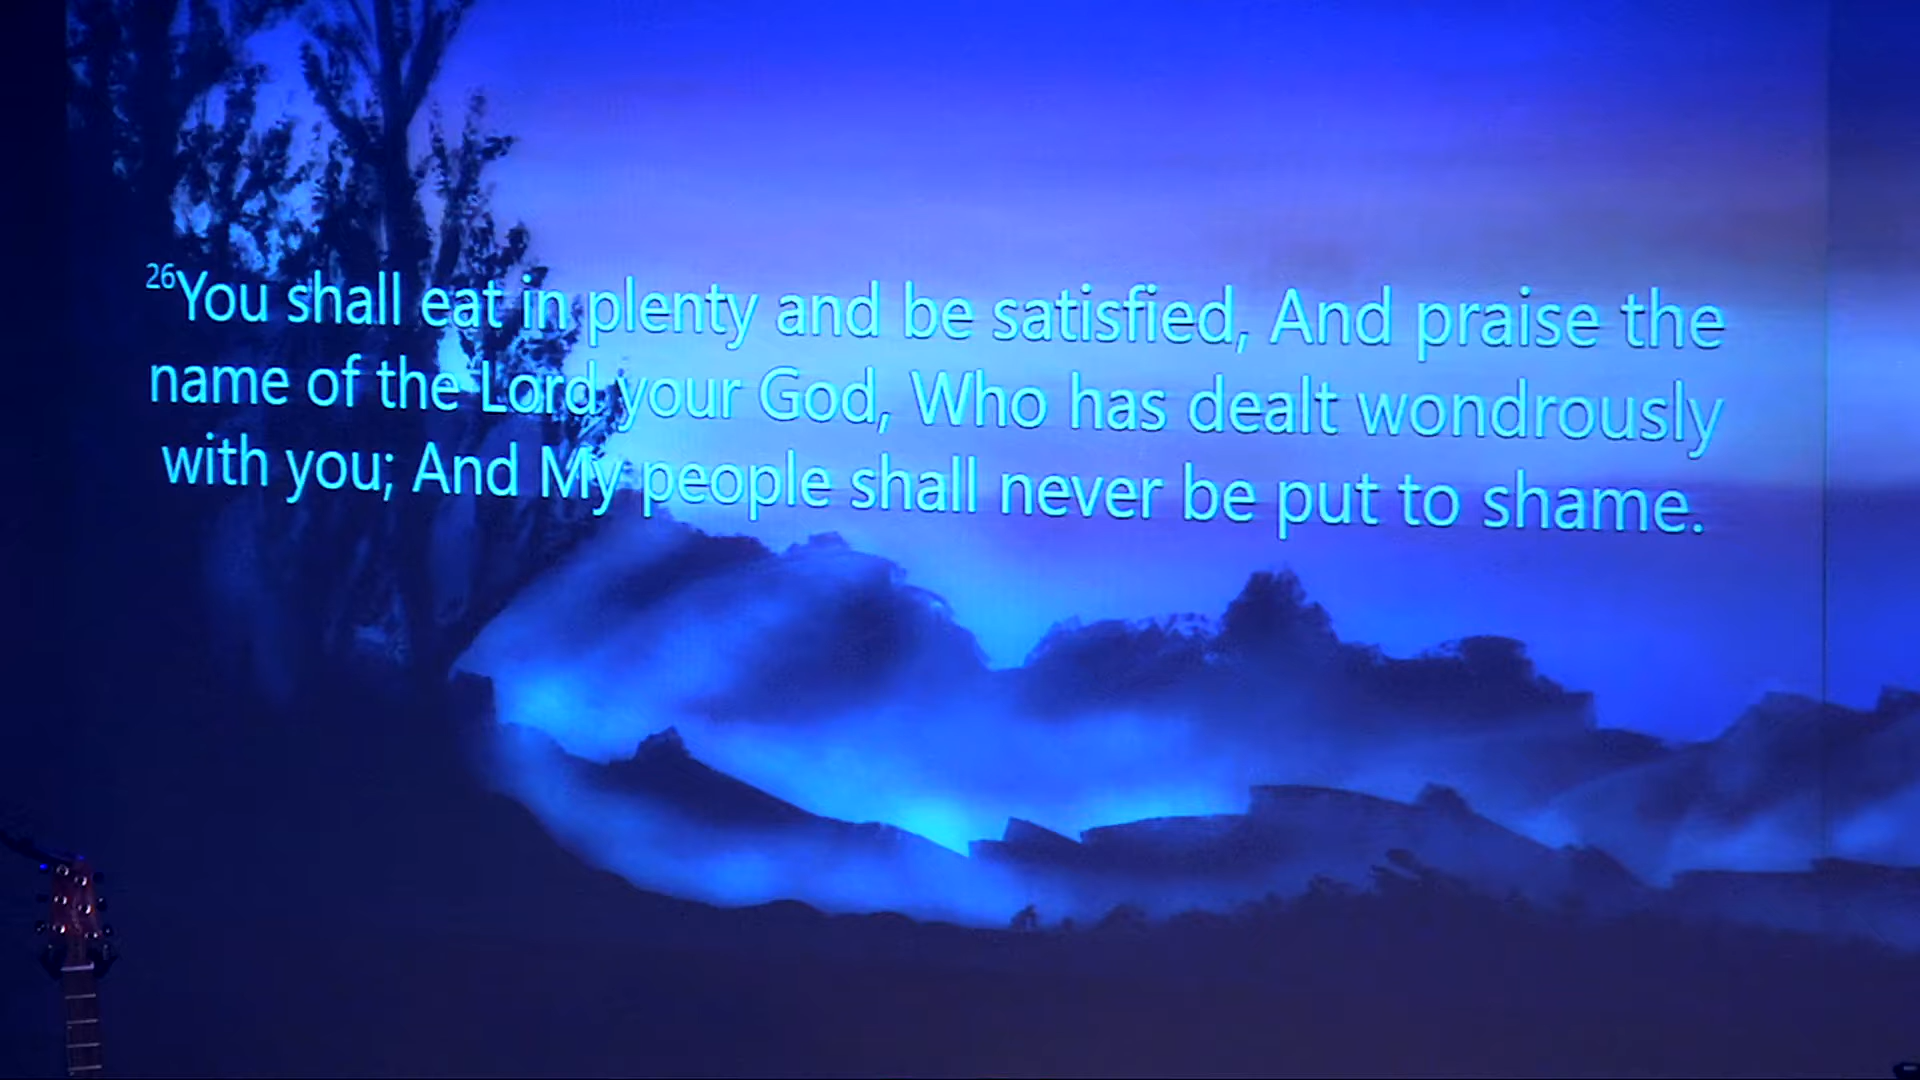 26You shall eat in plenty and be satisfied, And praise the
name of the Lord your God, Who has dealt wondrously
with you; And My people shall never be put to shame.